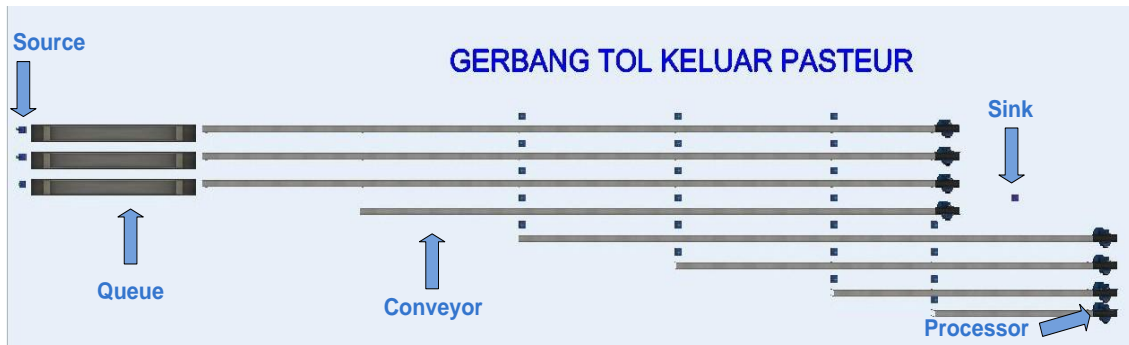 Source
GERBANG TOL KELUAR PASTEUR
Sink
Queue
Conveyor
Processor